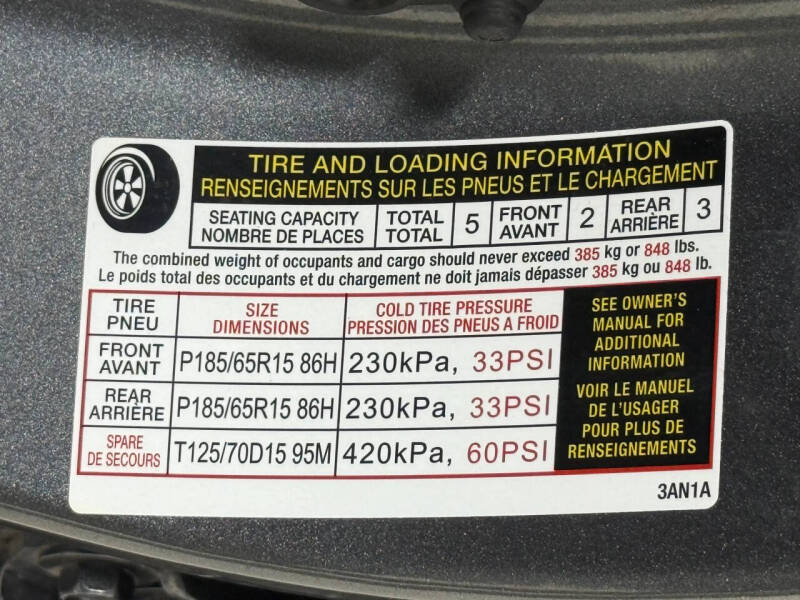 TIRE AND LOADING INFORMATION
RENSEIGNEMENTS SUR LES PNEUS ET LE CHARGEMENT
SEATING CAPACITY TOTAL 5 FRONT 2 REAR 3
NOMBRE DE PLACES TOTAL AVANT ARRIÈRE
The combined weight of occupants and cargo should never exceed 385 kg or 848 lbs.
Le poids total des occupants et du chargement ne doit jamais dépasser 385 kg ou 848 lb.
TIRE SIZE COLD TIRE PRESSURE
PNEU DIMENSIONS PRESSION DES PNEUS A FROID
FRONT
AVANT P185/65R15 86H 230kPa, 33PSI
REAR
ARRIÈRE P185/65R15 86H 230kPa, 33PSI
SPARE
DE SECOURS T125/70D15 95M 420kPa, 60PSI
SEE OWNER'S
MANUAL FOR
ADDITIONAL
INFORMATION
VOIR LE MANUEL
DE L'USAGER
POUR PLUS DE
RENSEIGNEMENTS
3AN1A